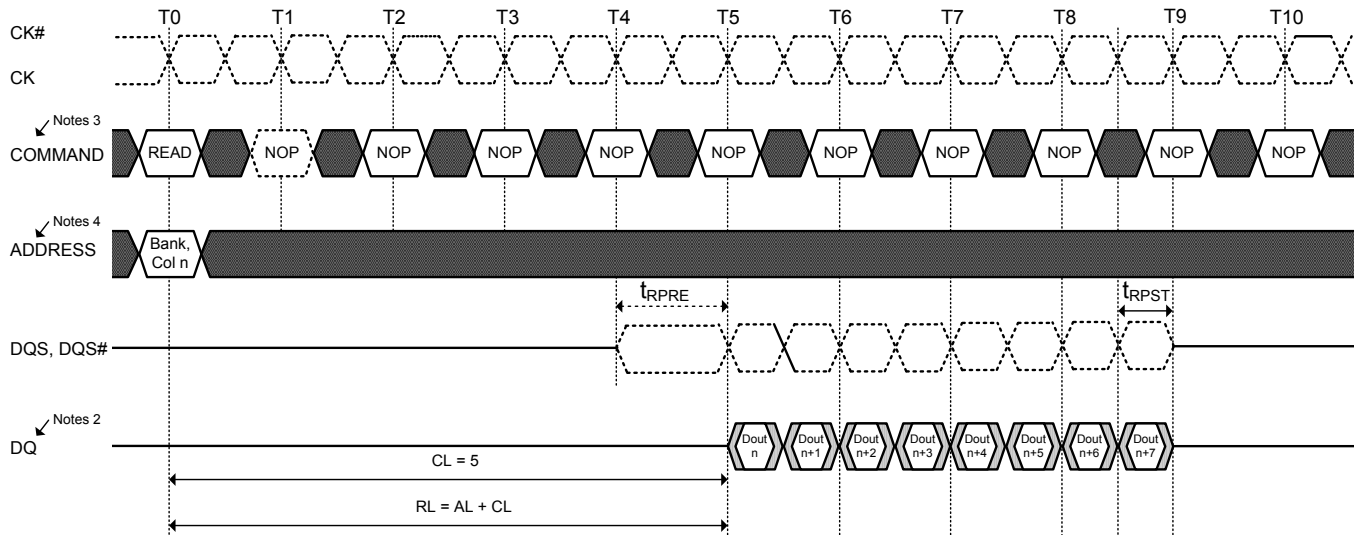 T0 T1 T2 T3 T4 T5 T6 T7 T8 T9 T10
CK#
CK
Notes 3
COMMAND READ NOP NOP NOP NOP NOP NOP NOP NOP NOP NOP
Notes 4
ADDRESS Bank,
Col n
tRPRE tRPST
DQS, DQS#
Notes 2
DQ Dout Dout Dout Dout Dout Dout Dout Dout
n n+1 n+2 n+3 n+4 n+5 n+6 n+7
CL = 5
RL = AL + CL